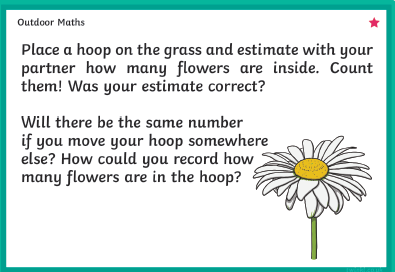 Outdoor Maths
Place a hoop on the grass and estimate with your
partner how many flowers are inside. Count
them! Was your estimate correct?
Will there be the same number
if you move your hoop somewhere
else? How could you record how
many flowers are in the hoop?